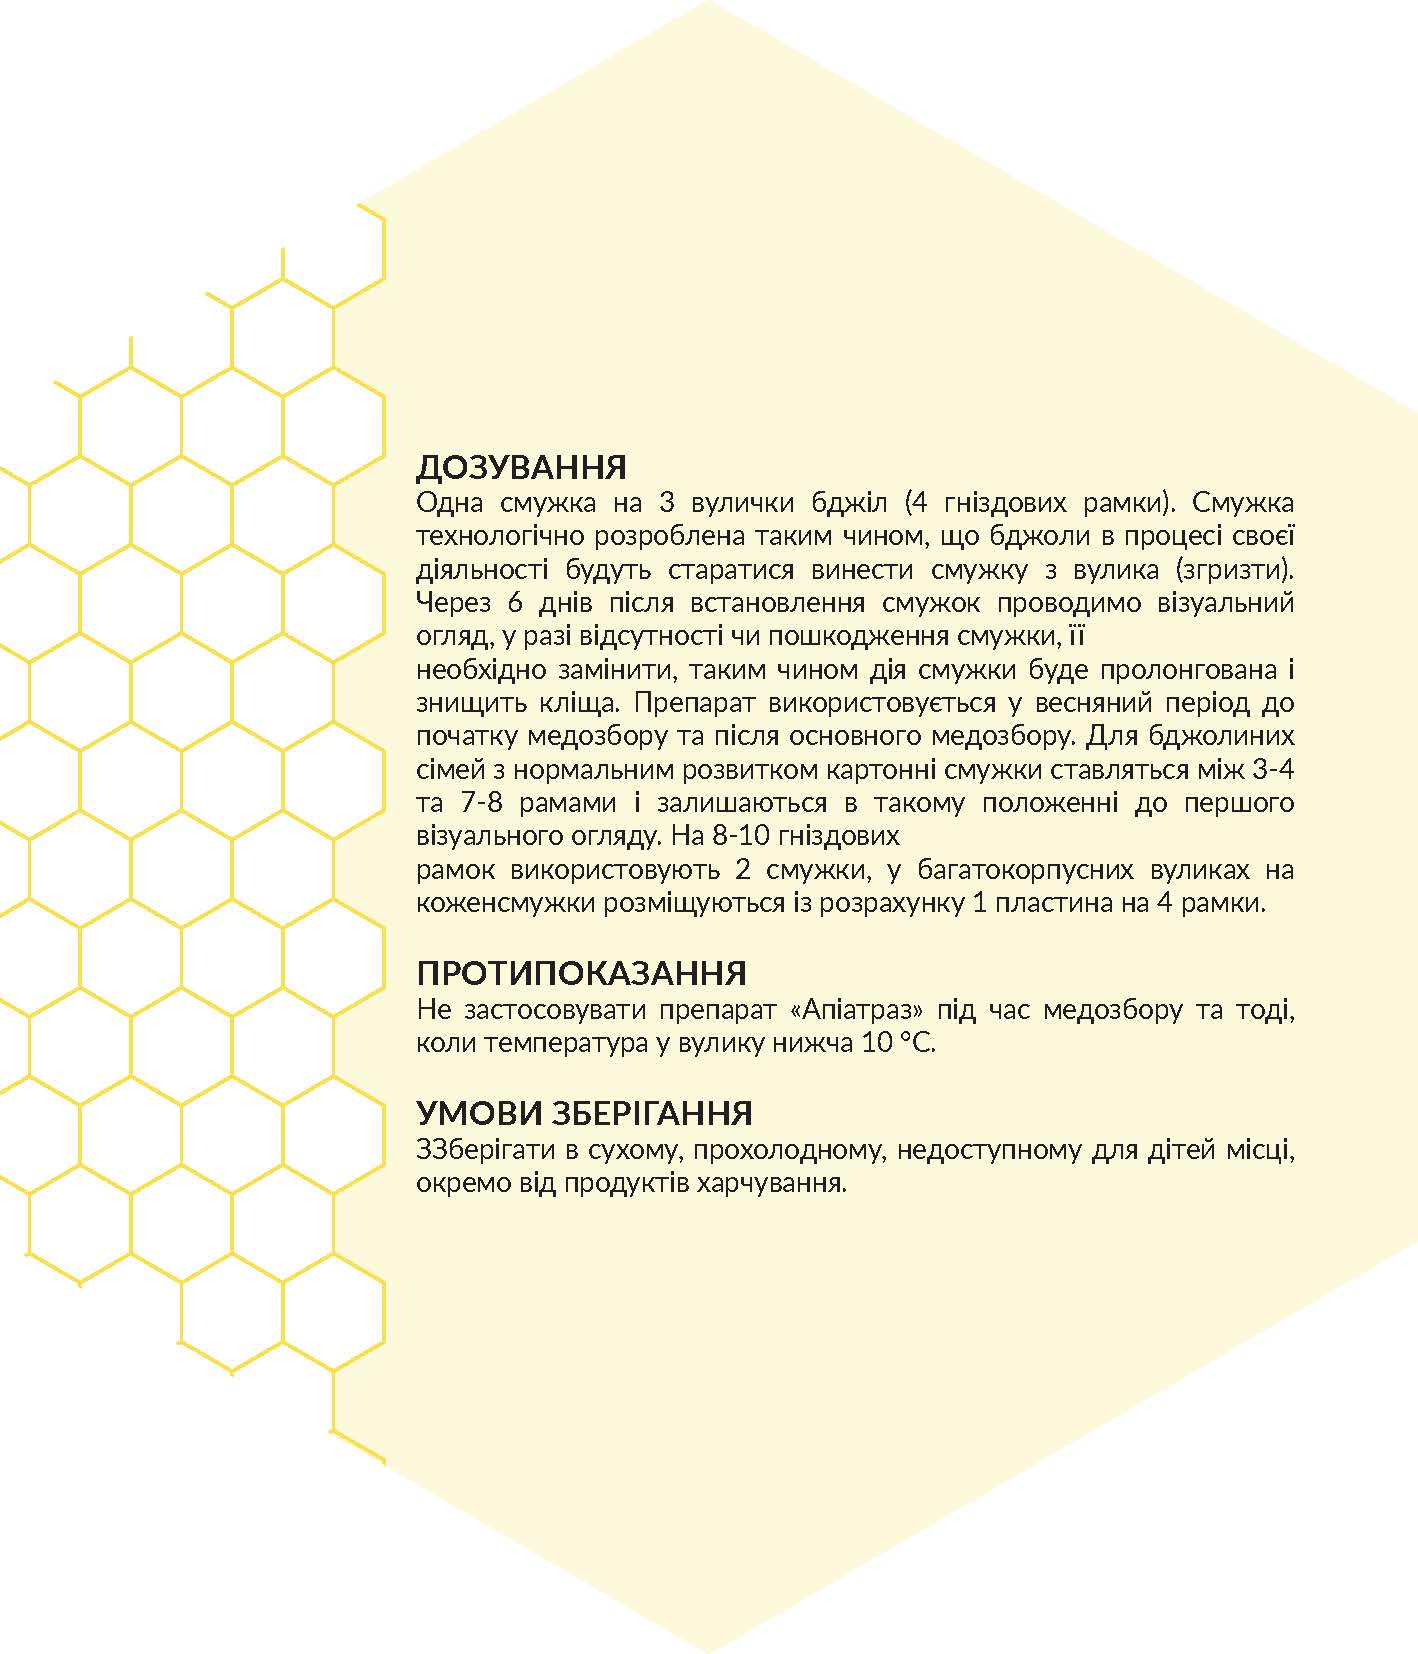 ДОЗУВАННЯ
Одна смужка на 3 вулички бджіл (4 гніздових рамки). Смужка
технологічно розроблена таким чином, що бджоли в процесі своєї
діяльності будуть старатися винести смужку з вулика (згризти).
Через 6 днів після встановлення смужок проводимо візуальний
огляд, у разі відсутності чи пошкодження смужки, її
необхідно замінити, таким чином дія смужки буде пролонгована і
знищить кліща. Препарат використовується у весняний період до
початку медозбору та після основного медозбору. Для бджолиних
сімей з нормальним розвитком картонні смужки ставляться між 3-4
та 7-8 рамами і залишаються в такому положенні до першого
візуального огляду. На 8-10 гніздових
рамок використовують 2 смужки, у багатокорпусних вуликах на
коженсмужки розміщуються із розрахунку 1 пластина на 4 рамки.
ПРОТИПОКАЗАННЯ
Не застосовувати препарат «Апіатраз» під час медозбору та тоді,
коли температура у вулику нижча 10 °С.
УМОВИ ЗБЕРІГАННЯ
ЗЗберігати в сухому, прохолодному, недоступному для дітей місці,
окремо від продуктів харчування.